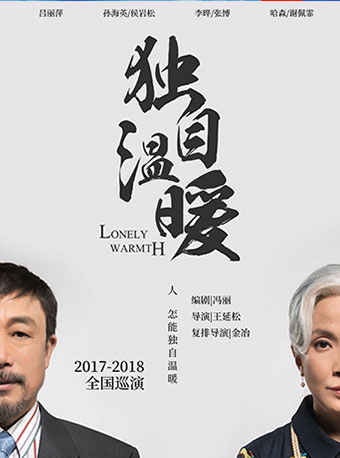 吕丽萍 孙海英/侯岩松 李晔/张博 哈森/谢佩霏
独自温暖
LONELY
WARMTH
人 怎能独自温暖
编剧|冯丽
导演|王延松
复排导演|金冶
2017-2018
全国巡演